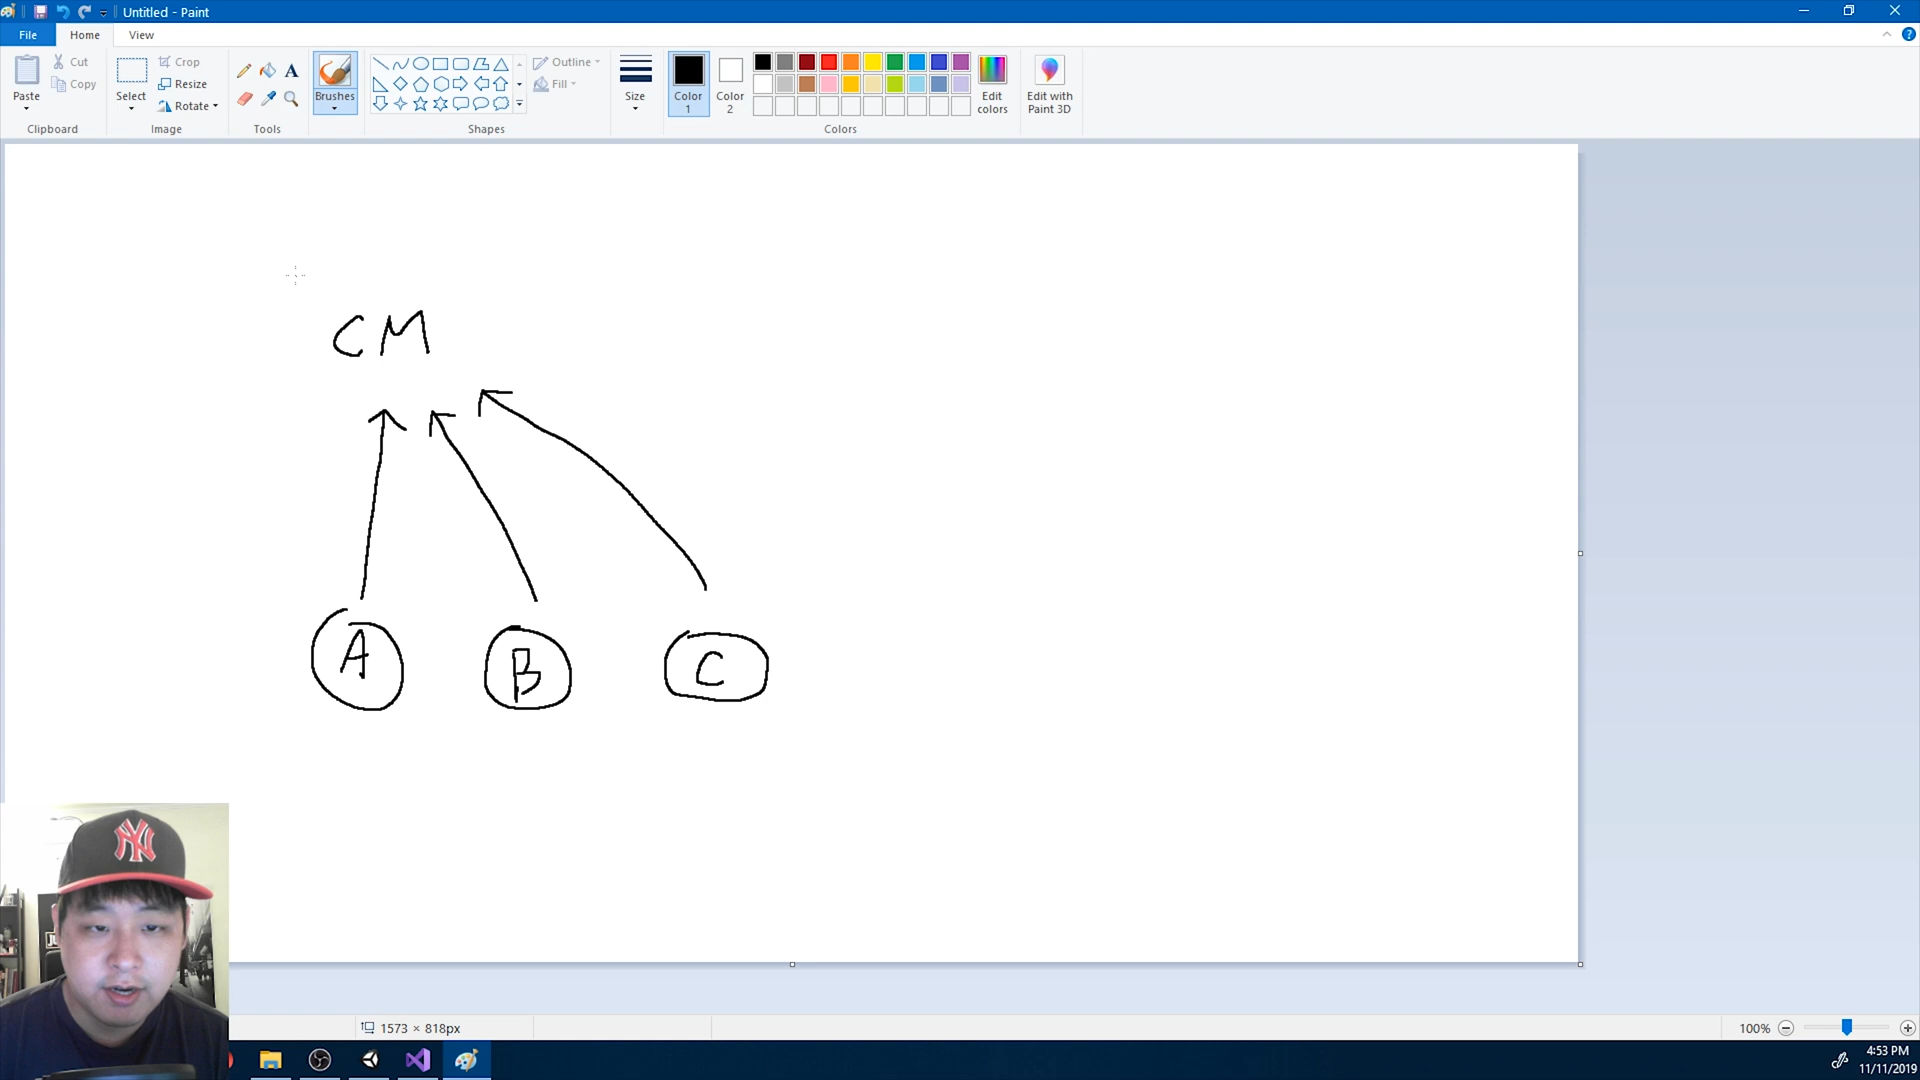 Untitled - Paint
File Home View
Paste
Cut
Copy
Clipboard
Select
Crop
Resize
Rotate
Image
Tools
Brushes
Outline
Fill
Shapes
Size
Color 1
Color 2
Edit colors
Colors
Edit with Paint 3D
CM
A B C
NY
1573 × 818px
100%
4:53 PM
11/11/2019